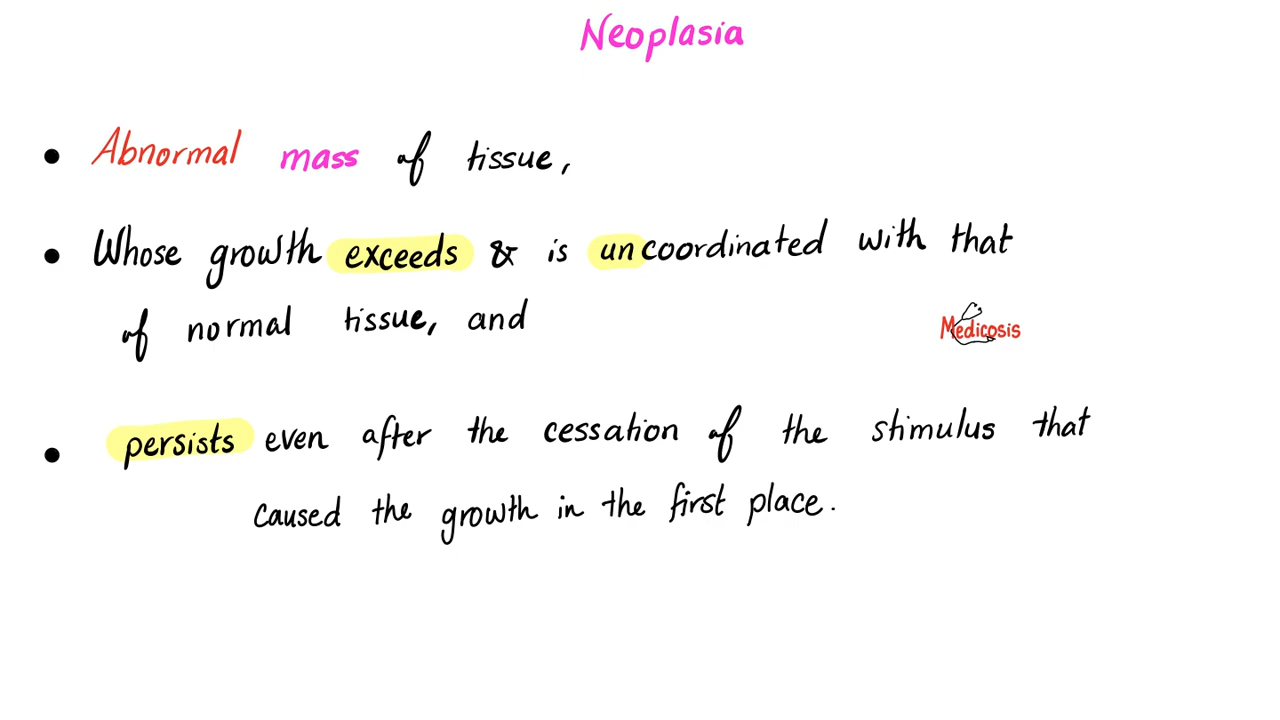 Neoplasia
• Abnormal mass of tissue,
• Whose growth exceeds & is uncoordinated with that
of normal tissue, and
Medicosis
• persists even after the cessation of the stimulus that
caused the growth in the first place.